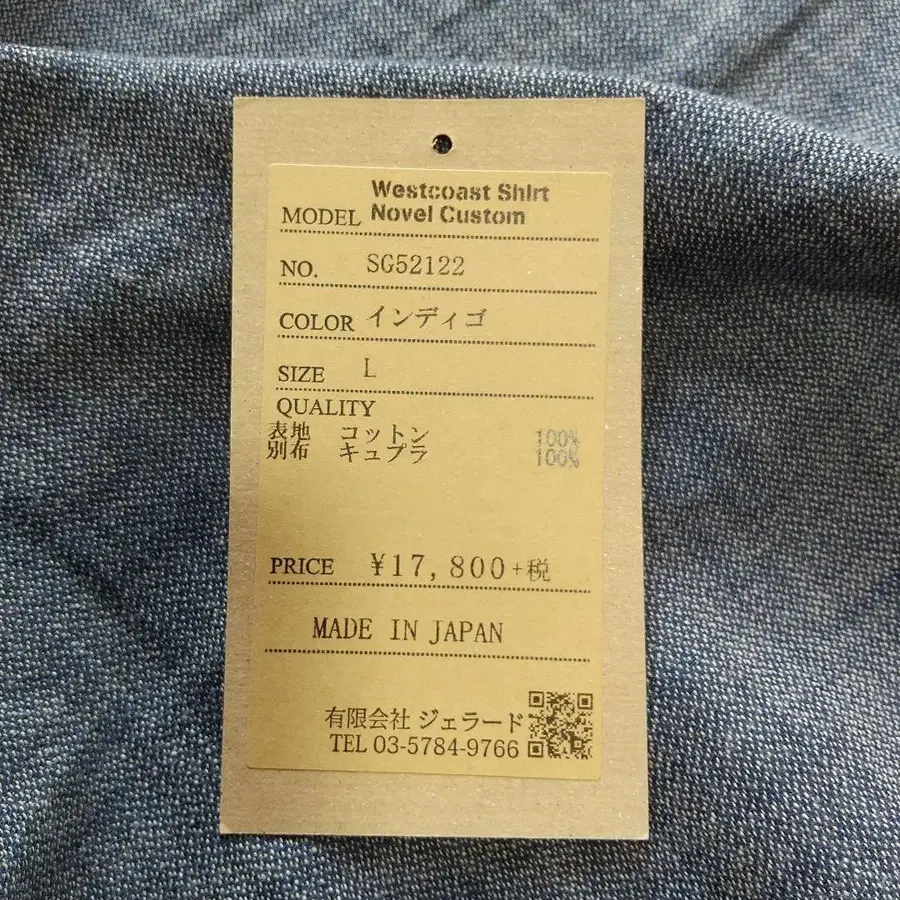 MODEL Westcoast Shirt
Novel Custom
NO. SG52122
COLOR インディゴ
SIZE L
QUALITY
表地 コットン 100%
別布 キュプラ 100%
PRICE ¥17,800+税
MADE IN JAPAN
有限会社 ジェラード
TEL 03-5784-9766